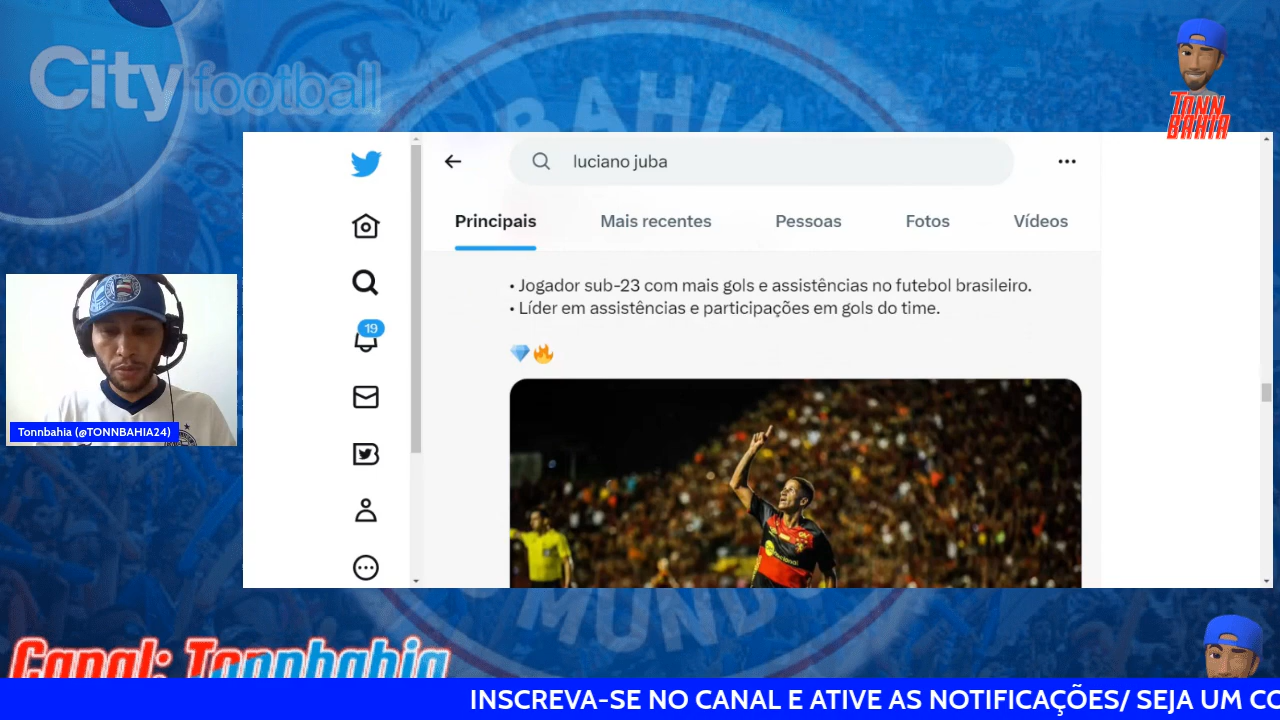 City football
BAHIA
TONN
BAHIA
luciano juba
Principais
Mais recentes
Pessoas
Fotos
Vídeos
• Jogador sub-23 com mais gols e assistências no futebol brasileiro.
• Líder em assistências e participações em gols do time.
19
Tonnbahia (@TONNBAHIA24)
MUNDO
Canal: Tonnbahia
INSCREVA-SE NO CANAL E ATIVE AS NOTIFICAÇÕES/ SEJA UM CO